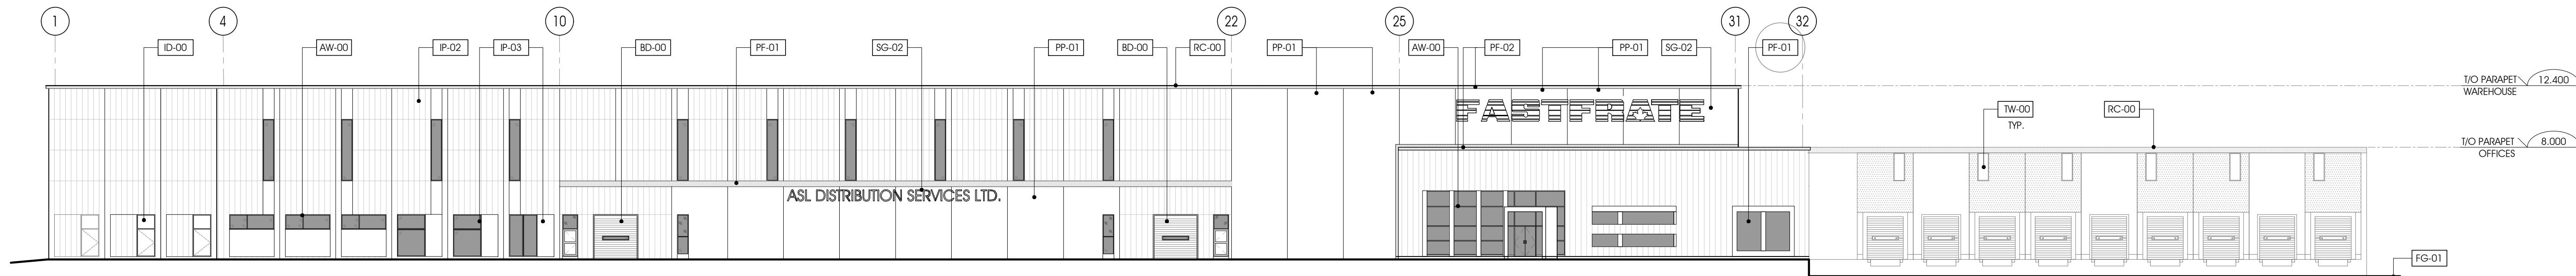 1 4 10 22 25 31 32
ID-00 AW-00 IP-02 IP-03 BD-00 PF-01 SG-02 PP-01 BD-00 RC-00 PP-01 AW-00 PF-02 PP-01 SG-02 PF-01
T/O PARAPET 12.400
WAREHOUSE
FASTFRATE
TW-00 RC-00
TYP.
T/O PARAPET 8.000
OFFICES
ASL DISTRIBUTION SERVICES LTD.
FG-01